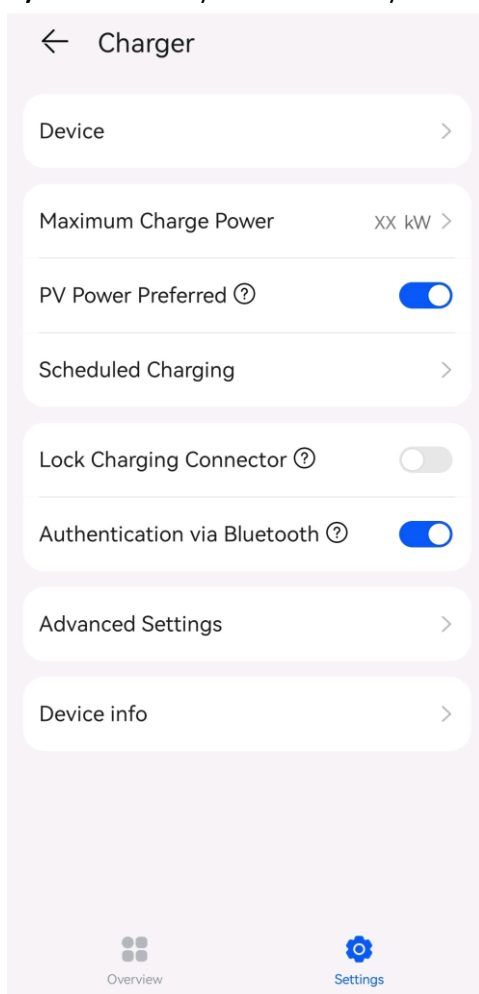 Charger
Device
Maximum Charge Power XX kW
PV Power Preferred ?
Scheduled Charging
Lock Charging Connector ?
Authentication via Bluetooth ?
Advanced Settings
Device info
Overview Settings